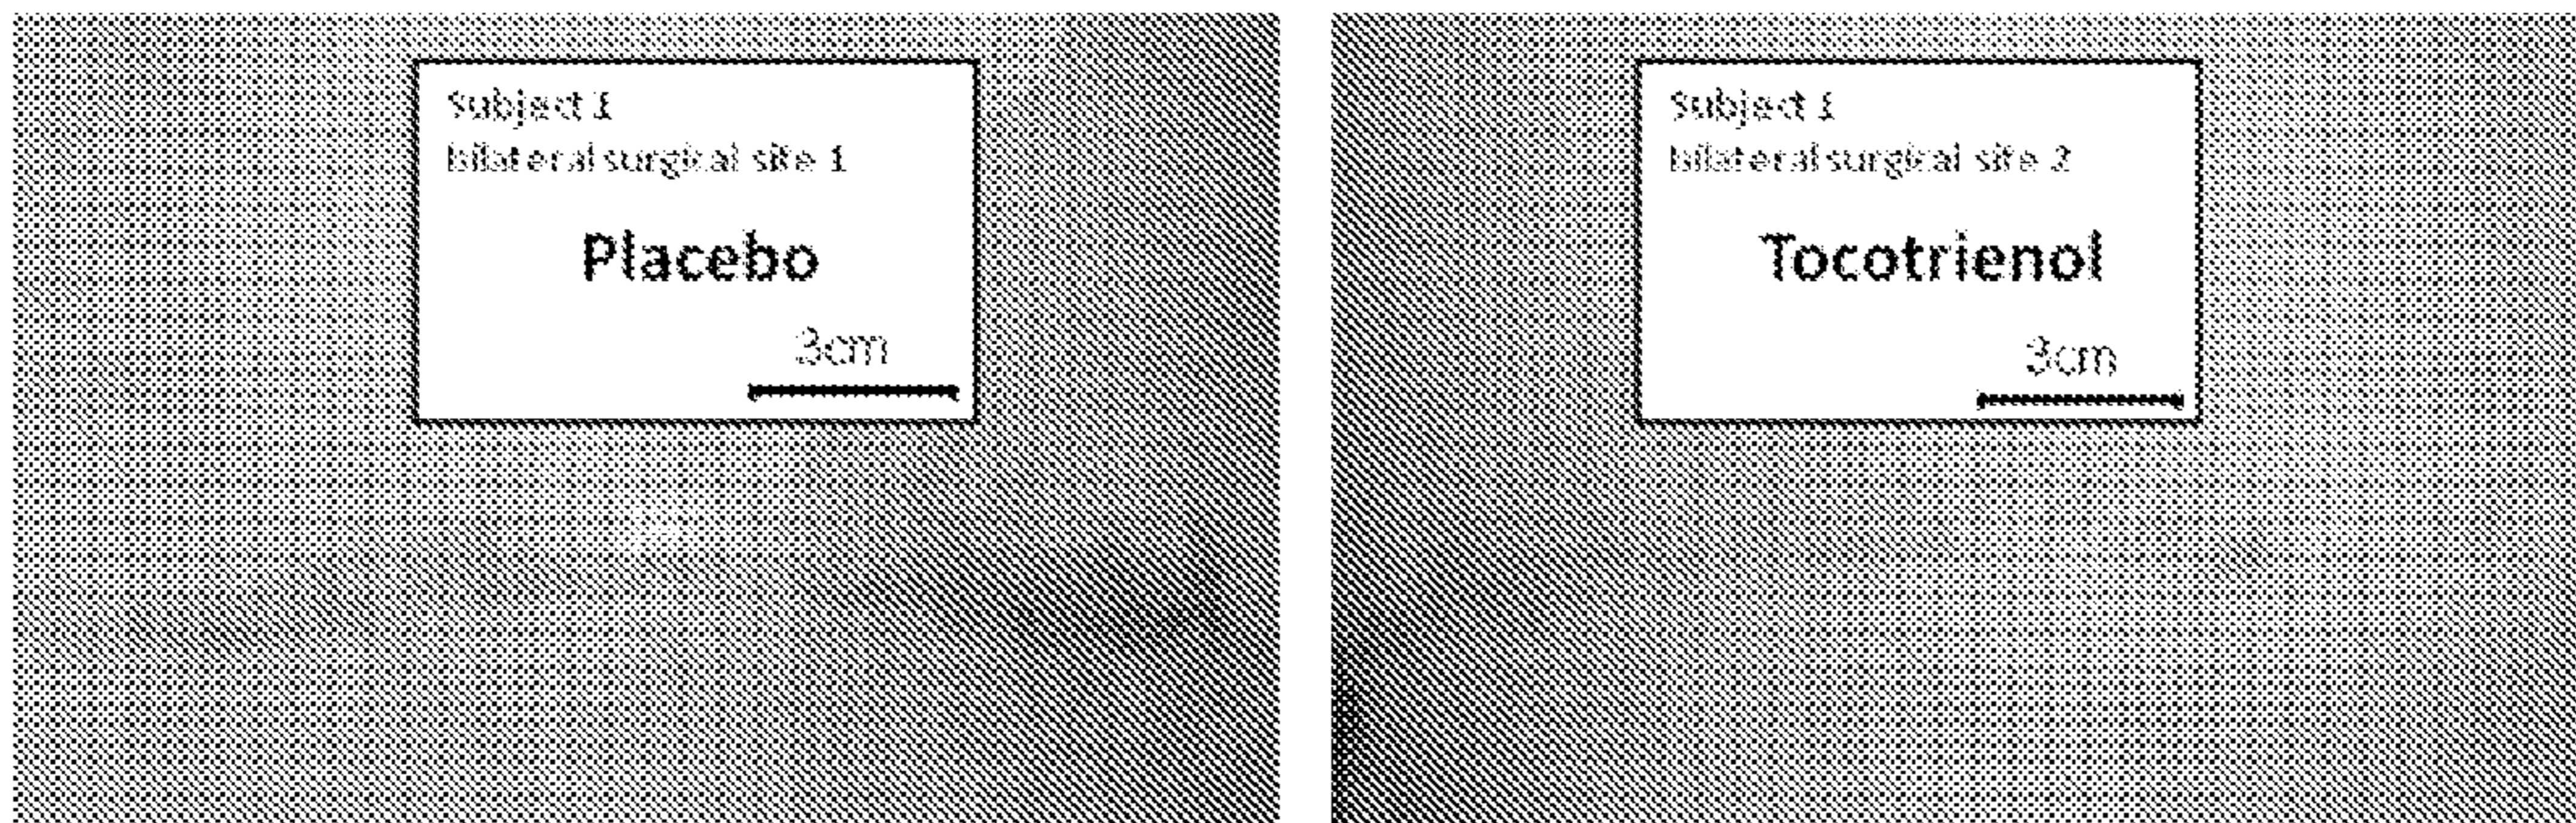 Subject 1
bilateral surgical site 1
Placebo
3cm
Subject 1
bilateral surgical site 2
Tocotrienol
3cm